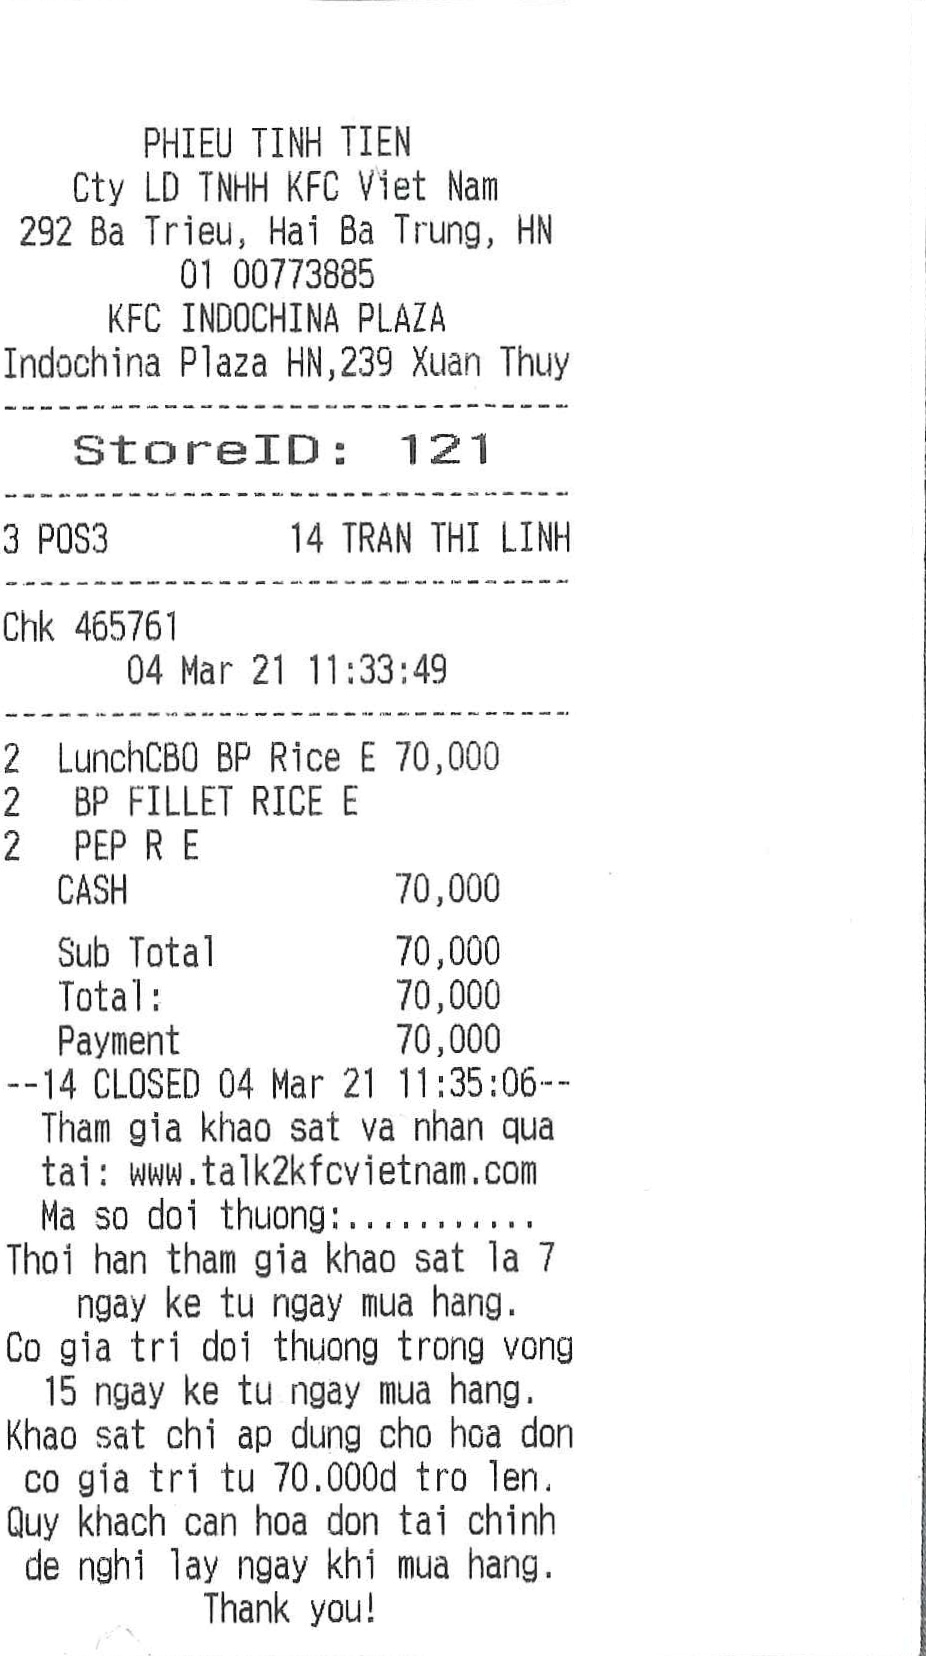 PHIEU TINH TIEN
Cty LD TNHH KFC Viet Nam
292 Ba Trieu, Hai Ba Trung, HN
01 00773885
KFC INDOCHINA PLAZA
Indochina Plaza HN,239 Xuan Thuy
--------------------------------
StoreID: 121
--------------------------------
3 POS3 14 TRAN THI LINH
--------------------------------
Chk 465761
04 Mar 21 11:33:49
--------------------------------
2 LunchCBO BP Rice E 70,000
2 BP FILLET RICE E
2 PEP R E
CASH 70,000
Sub Total 70,000
Total: 70,000
Payment 70,000
--14 CLOSED 04 Mar 21 11:35:06--
Tham gia khao sat va nhan qua
tai: www.talk2kfcvietnam.com
Ma so doi thuong:...........
Thoi han tham gia khao sat la 7
ngay ke tu ngay mua hang.
Co gia tri doi thuong trong vong
15 ngay ke tu ngay mua hang.
Khao sat chi ap dung cho hoa don
co gia tri tu 70.000d tro len.
Quy khach can hoa don tai chinh
de nghi lay ngay khi mua hang.
Thank you!